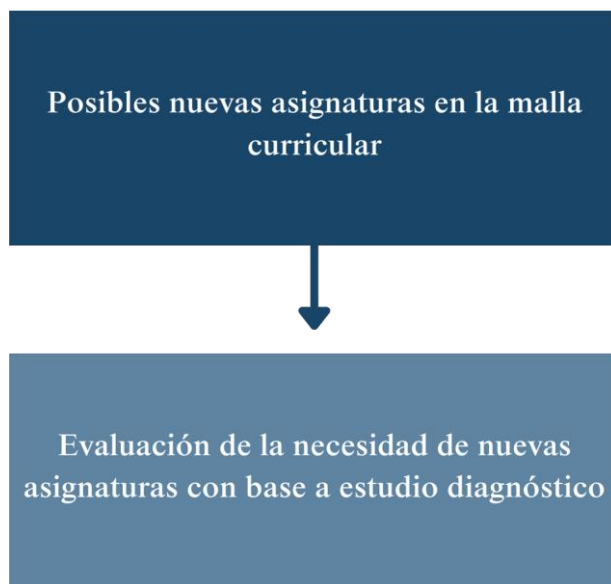 Posibles nuevas asignaturas en la malla
curricular
Evaluación de la necesidad de nuevas
asignaturas con base a estudio diagnóstico